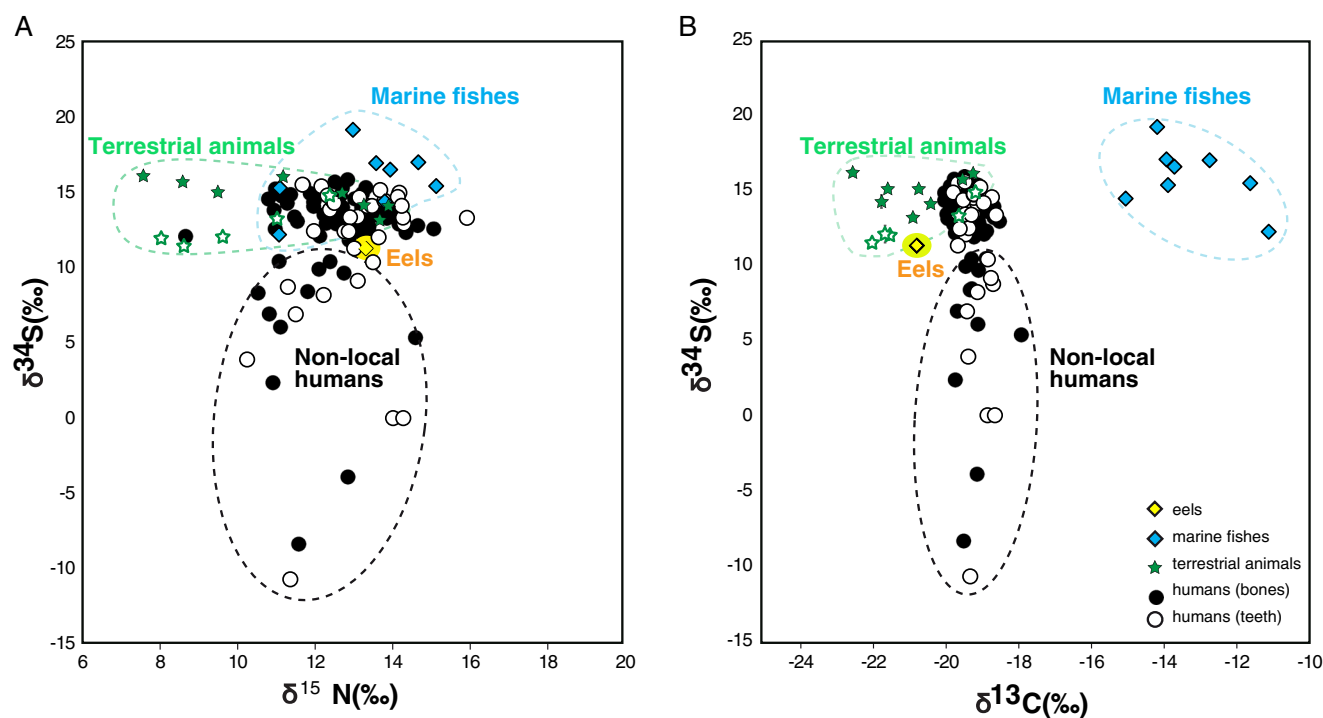 A
25
20
15
10
5
0
-5
-10
-15
6
8
10
12
14
16
18
20
δ34S(‰)
δ15 N(‰)
Marine fishes
Terrestrial animals
Eels
Non-local
humans
B
25
20
15
10
5
0
-5
-10
-15
-24
-22
-20
-18
-16
-14
-12
-10
δ34S(‰)
δ13C(‰)
Marine fishes
Terrestrial animals
Eels
Non-local
humans
eels
marine fishes
terrestrial animals
humans (bones)
humans (teeth)